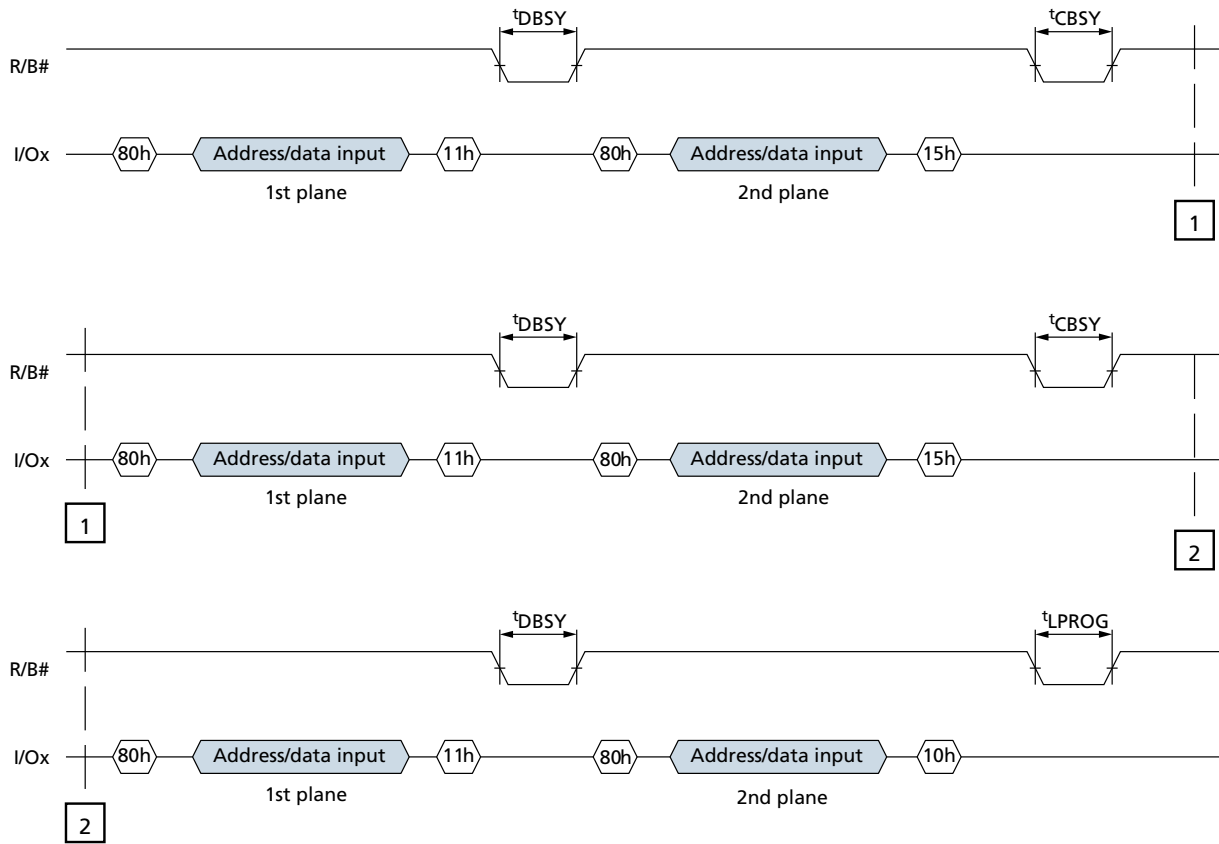 tDBSY tCBSY
R/B#
I/Ox 80h Address/data input 11h 80h Address/data input 15h
1st plane 2nd plane
1
tDBSY tCBSY
R/B#
I/Ox 80h Address/data input 11h 80h Address/data input 15h
1st plane 2nd plane
1
2
tDBSY tLPROG
R/B#
I/Ox 80h Address/data input 11h 80h Address/data input 10h
1st plane 2nd plane
2